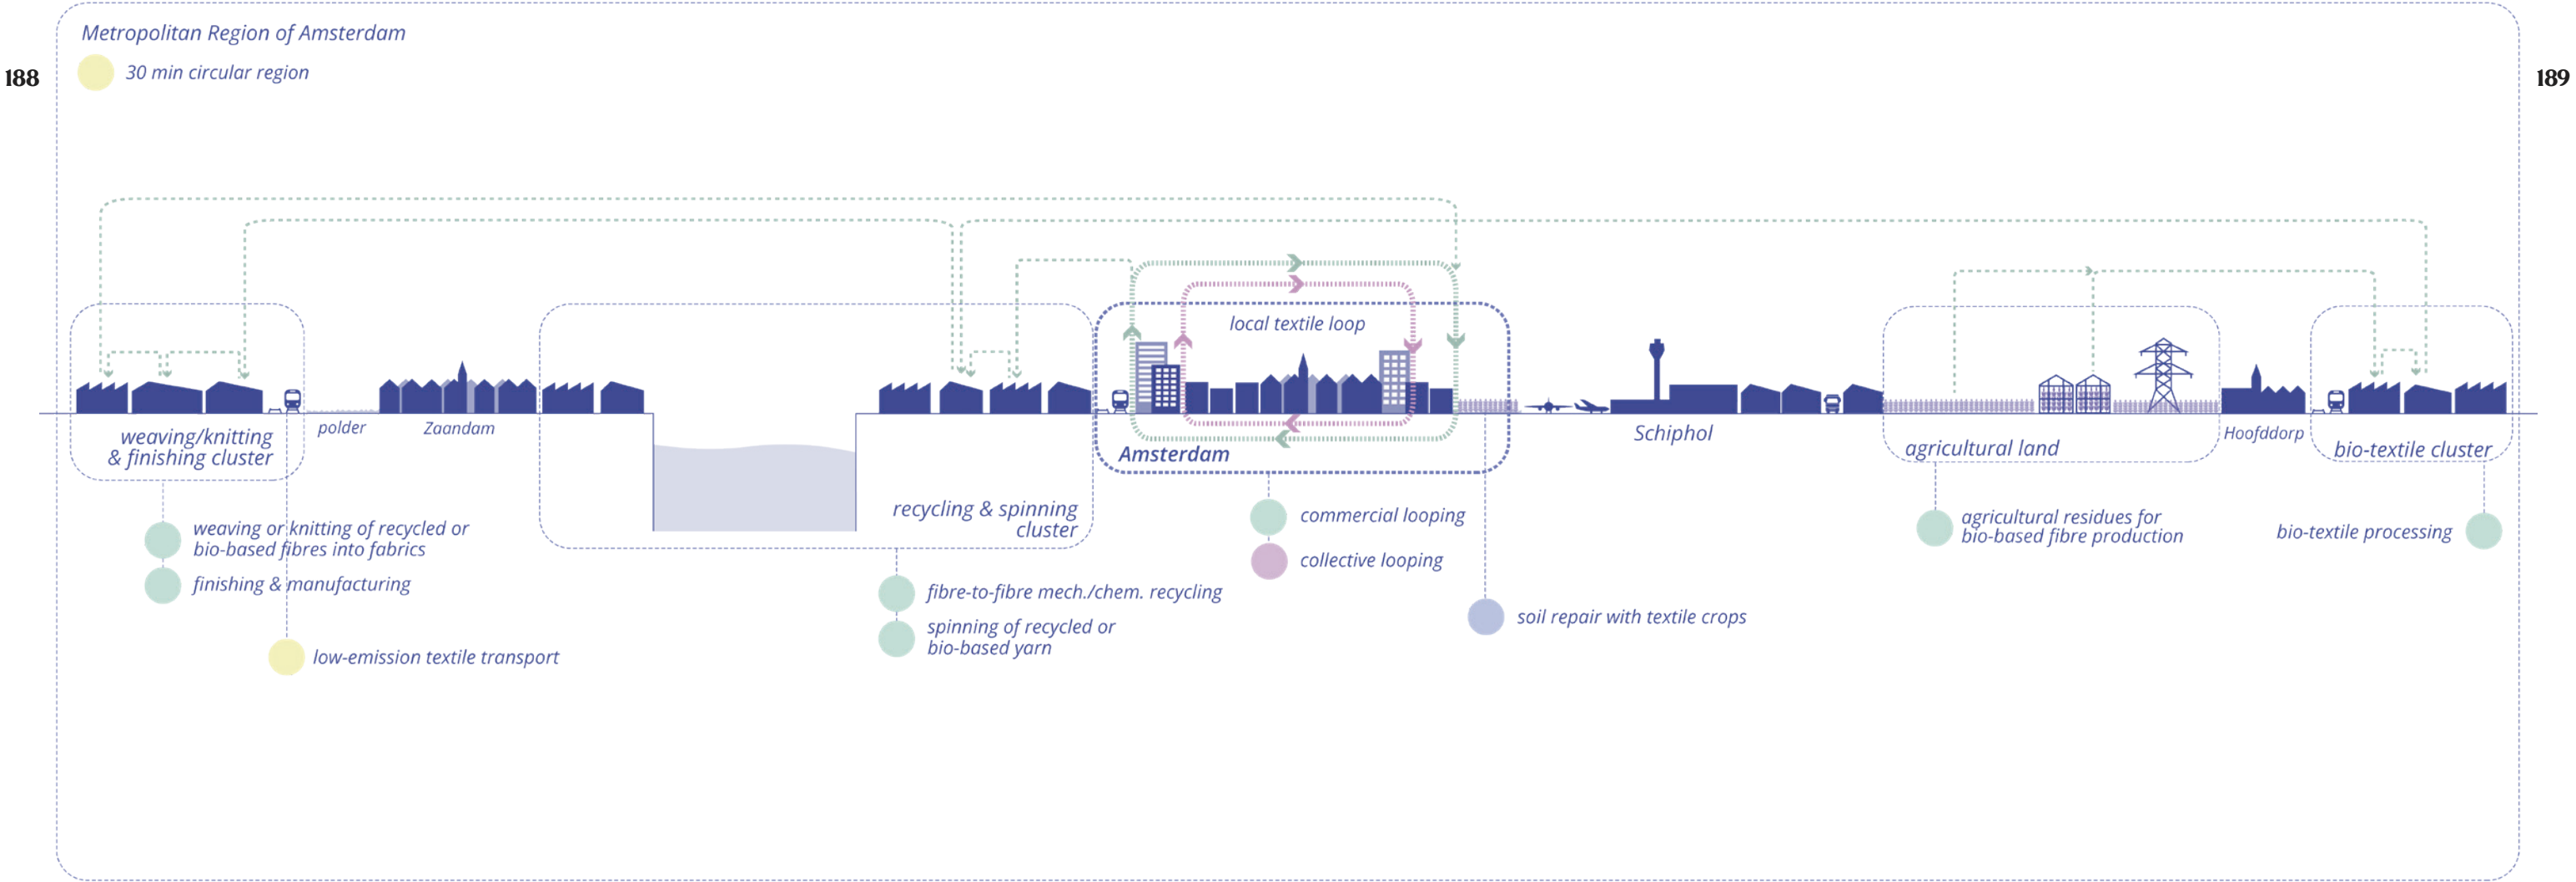 Metropolitan Region of Amsterdam
30 min circular region
188
189
local textile loop
weaving/knitting
& finishing cluster
polder
Zaandam
recycling & spinning
cluster
Amsterdam
Schiphol
agricultural land
Hoofddorp
bio-textile cluster
weaving or knitting of recycled or
bio-based fibres into fabrics
finishing & manufacturing
low-emission textile transport
fibre-to-fibre mech./chem. recycling
spinning of recycled or
bio-based yarn
commercial looping
collective looping
soil repair with textile crops
agricultural residues for
bio-based fibre production
bio-textile processing